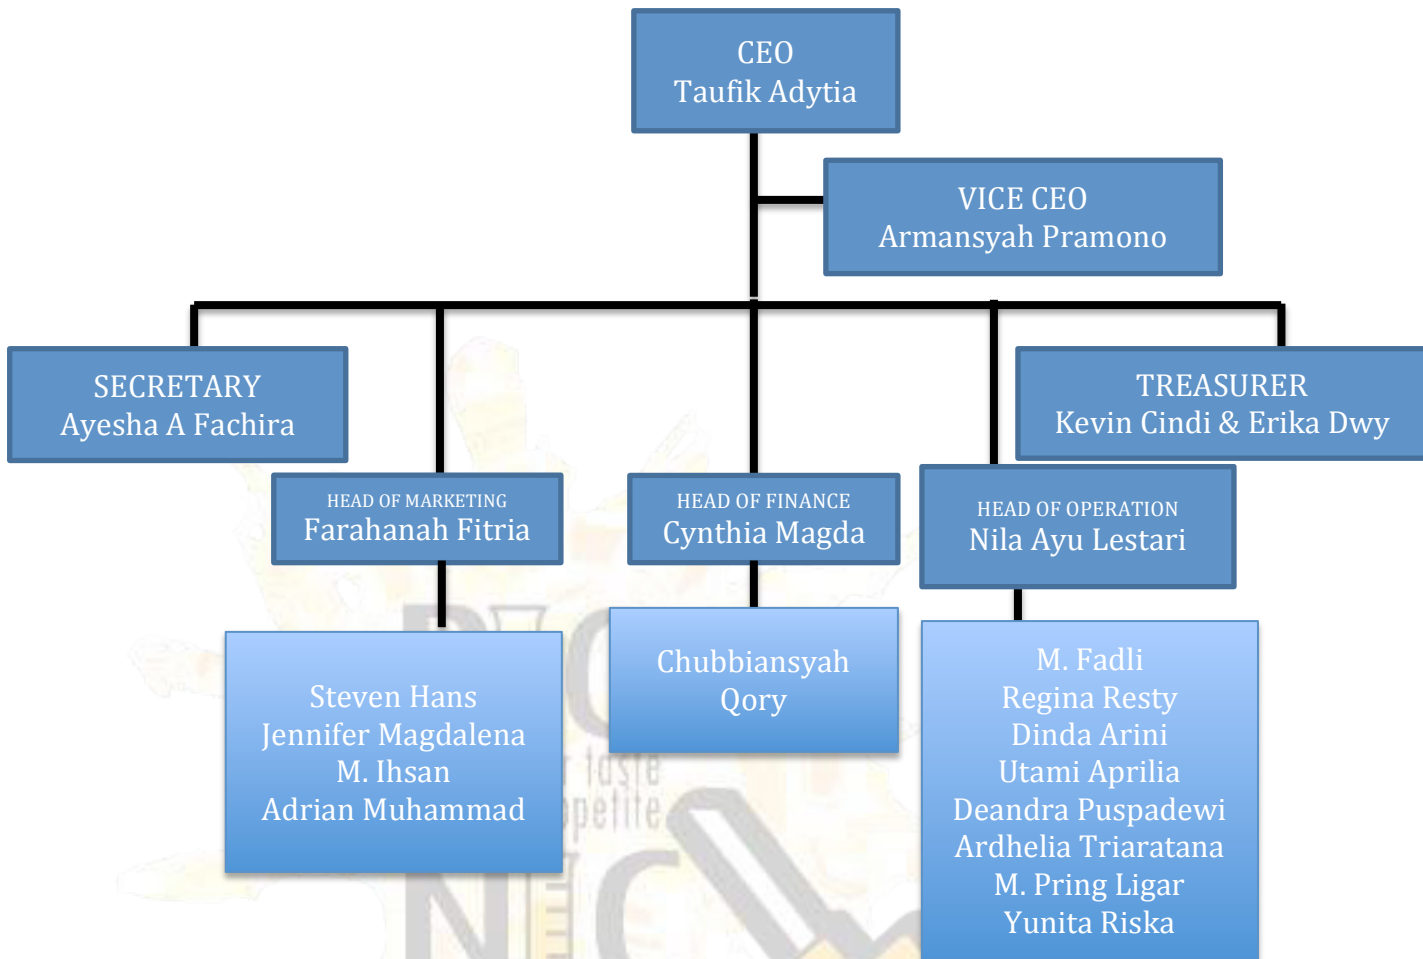 CEO
Taufik Adytia
VICE CEO
Armansyah Pramono
SECRETARY
Ayesha A Fachira
TREASURER
Kevin Cindi & Erika Dwy
HEAD OF MARKETING
Farahanah Fitria
HEAD OF FINANCE
Cynthia Magda
HEAD OF OPERATION
Nila Ayu Lestari
Steven Hans
Jennifer Magdalena
M. Ihsan
Adrian Muhammad
Chubbiansyah
Qory
M. Fadli
Regina Resty
Dinda Arini
Utami Aprilia
Deandra Puspadewi
Ardhelia Triaratana
M. Pring Ligar
Yunita Riska
taste